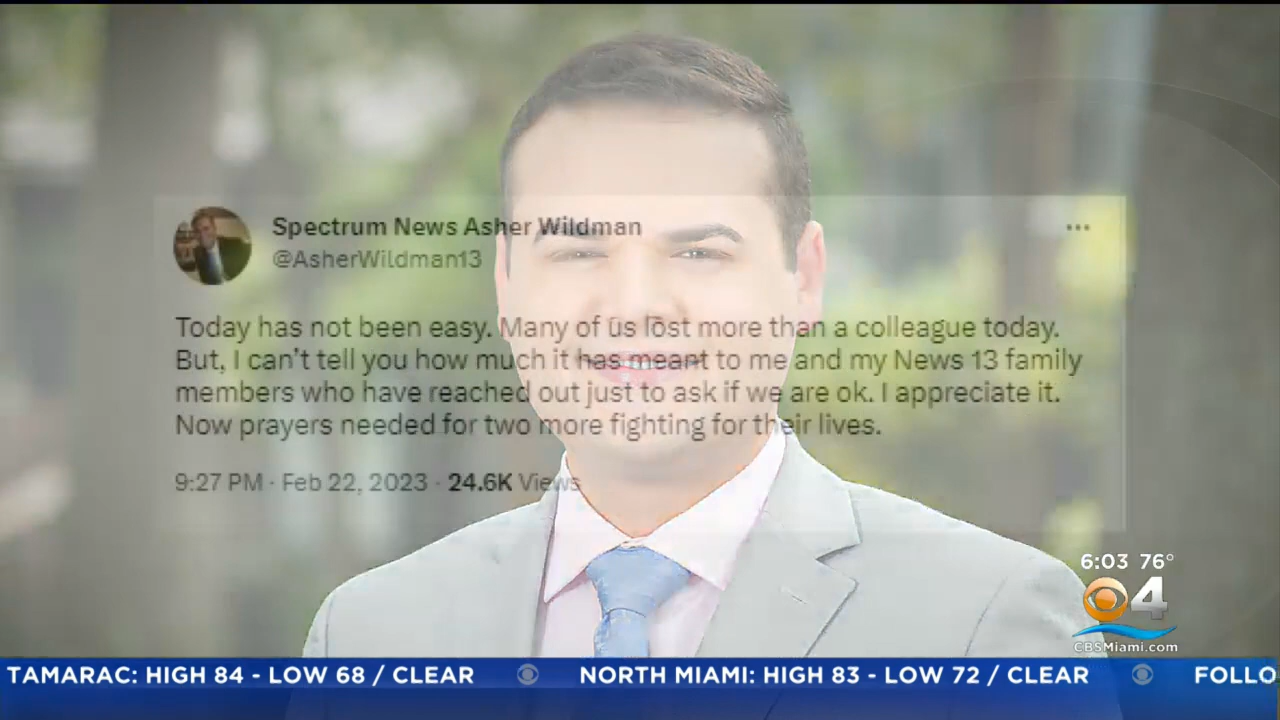 Spectrum News Asher Wildman
@AsherWildman13
Today has not been easy. Many of us lost more than a colleague today.
But, I can't tell you how much it has meant to me and my News 13 family
members who have reached out just to ask if we are ok. I appreciate it.
Now prayers needed for two more fighting for their lives.
9:27 PM · Feb 22, 2023 · 24.6K Views
6:03 76°
4
CBSMiami.com
TAMARAC: HIGH 84 - LOW 68 / CLEAR NORTH MIAMI: HIGH 83 - LOW 72 / CLEAR FOLLO